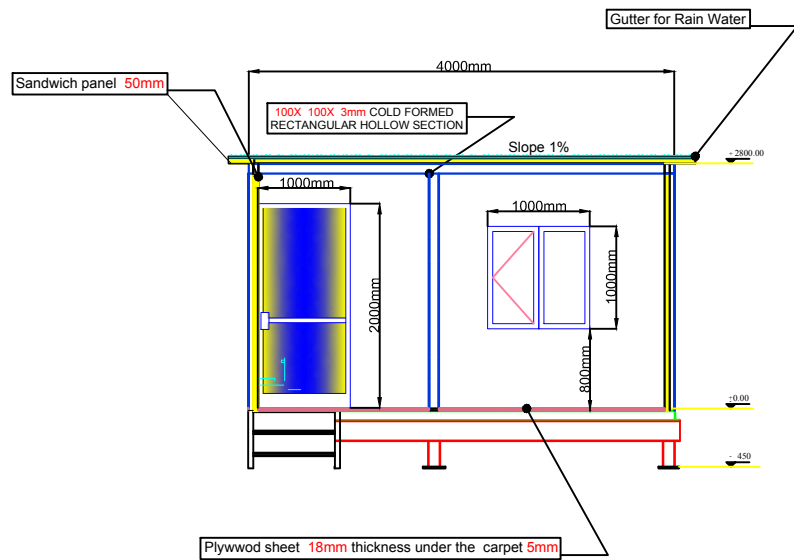 Gutter for Rain Water
4000mm
Sandwich panel 50mm
100X 100X 3mm COLD FORMED
RECTANGULAR HOLLOW SECTION
Slope 1%
- 2800.00
1000mm
1000mm
2000mm
1000mm
800mm
±0.00
- 450
Plywwod sheet 18mm thickness under the carpet 5mm